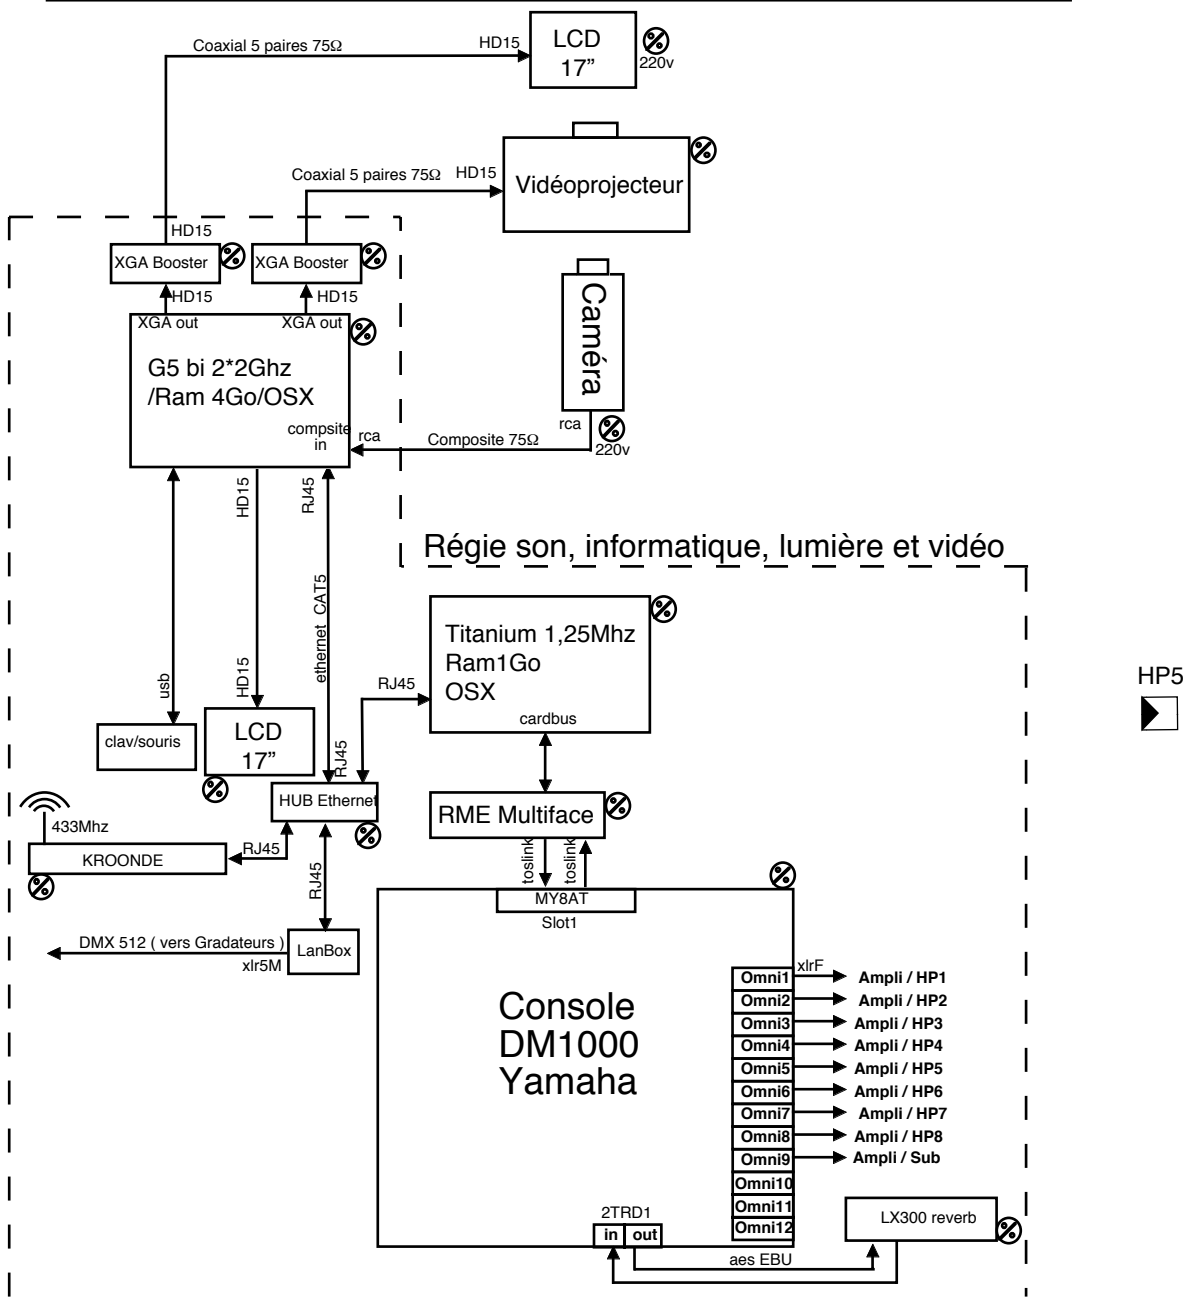 Coaxial 5 paires 75Ω
HD15
LCD
17”
220v
Coaxial 5 paires 75Ω
HD15
Vidéoprojecteur
HD15
XGA Booster
XGA Booster
HD15
HD15
XGA out
XGA out
G5 bi 2*2Ghz
/Ram 4Go/OSX
compsite
in
rca
Composite 75Ω
Caméra
rca
220v
HD15
RJ45
Régie son, informatique, lumière et vidéo
usb
HD15
ethernet CAT5
RJ45
Titanium 1,25Mhz
Ram1Go
OSX
cardbus
RJ45
HP5
clav/souris
LCD
17”
HUB Ethernet
RME Multiface
433Mhz
KROONDE
RJ45
RJ45
toslink
toslink
MY8AT
Slot1
DMX 512 ( vers Gradateurs )
xlr5M
LanBox
Console
DM1000
Yamaha
xlrF
Omni1
Ampli / HP1
Omni2
Ampli / HP2
Omni3
Ampli / HP3
Omni4
Ampli / HP4
Omni5
Ampli / HP5
Omni6
Ampli / HP6
Omni7
Ampli / HP7
Omni8
Ampli / HP8
Omni9
Ampli / Sub
Omni10
Omni11
Omni12
2TRD1
in
out
LX300 reverb
aes EBU